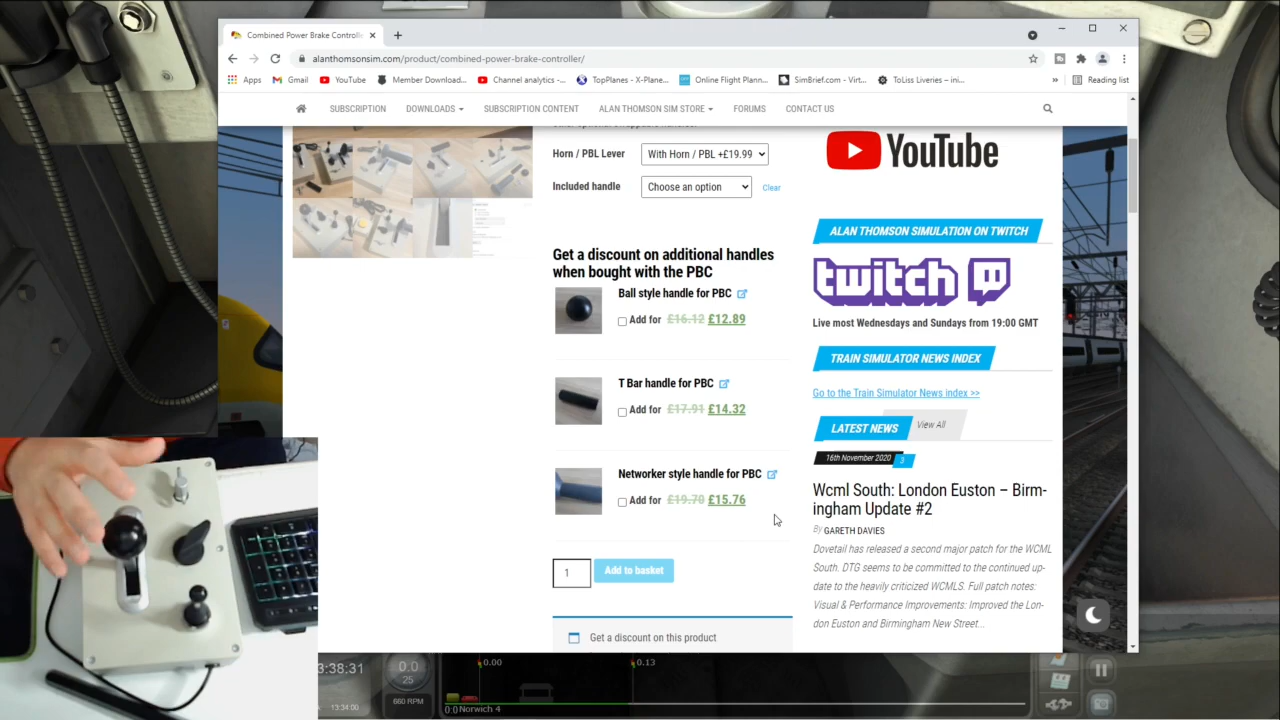 Combined Power Brake Controlle
alanthomsonsim.com/product/combined-power-brake-controller/
Apps Gmail YouTube Member Download... Channel analytics -... TopPlanes - X-Plane... Online Flight Plann... SimBrief.com - Virt... ToLiss Liveries – ini... » Reading list
SUBSCRIPTION DOWNLOADS SUBSCRIPTION CONTENT ALAN THOMSON SIM STORE FORUMS CONTACT US
Horn / PBL Lever With Horn / PBL +£19.99
Included handle Choose an option Clear
Get a discount on additional handles
when bought with the PBC
Ball style handle for PBC
Add for £16.12 £12.89
T Bar handle for PBC
Add for £17.91 £14.32
Networker style handle for PBC
Add for £19.70 £15.76
1 Add to basket
Get a discount on this product
YouTube
ALAN THOMSON SIMULATION ON TWITCH
twitch
Live most Wednesdays and Sundays from 19:00 GMT
TRAIN SIMULATOR NEWS INDEX
Go to the Train Simulator News index >>
LATEST NEWS View All
16th November 2020 3
Wcml South: London Euston – Birm-
ingham Update #2
By GARETH DAVIES
Dovetail has released a second major patch for the WCML
South. DTG seems to be committed to the continued up-
date to the heavily criticized WCMLS. Full patch notes:
Visual & Performance Improvements: Improved the Lon-
don Euston and Birmingham New Street...
3:38:31
13:34:00
0.0
25
660 RPM
0.00
0.13
(0:0) Norwich 4